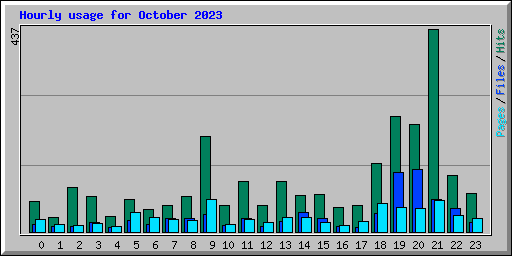 Hourly usage for October 2023
437
Pages/Files/Hits
0 1 2 3 4 5 6 7 8 9 10 11 12 13 14 15 16 17 18 19 20 21 22 23